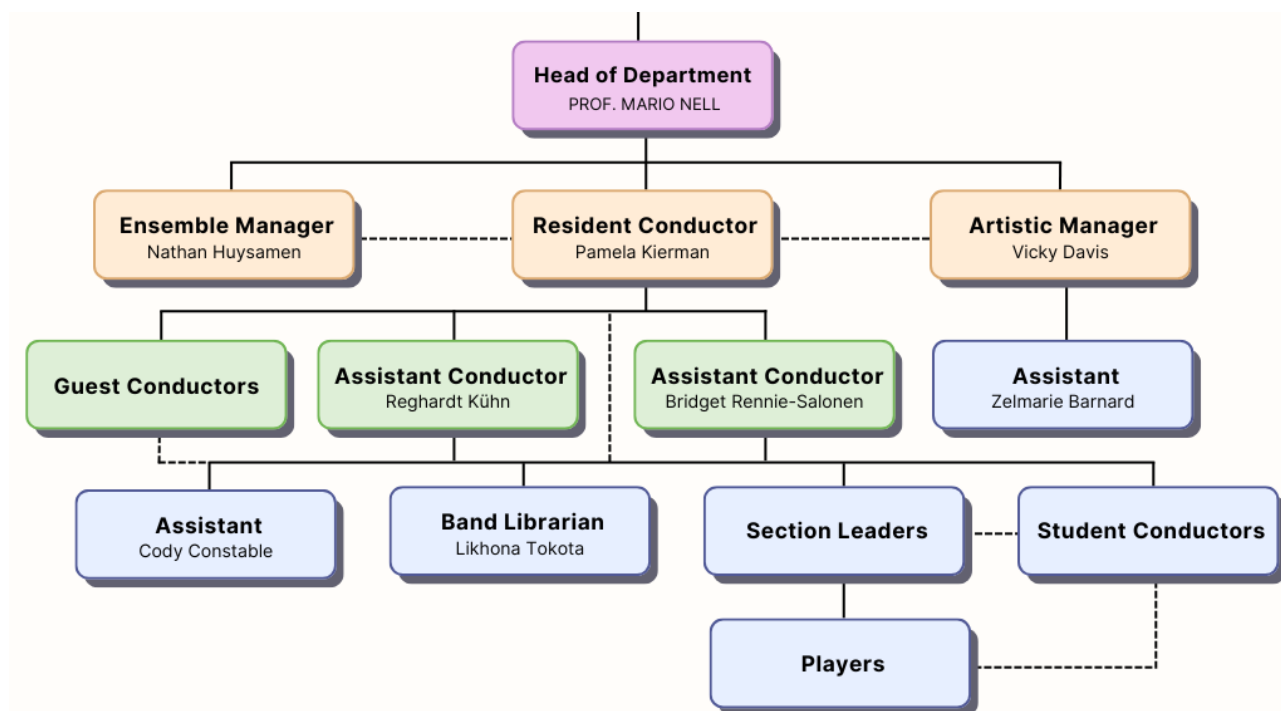 Head of Department
PROF. MARIO NELL
Ensemble Manager
Nathan Huysamen
Resident Conductor
Pamela Kierman
Artistic Manager
Vicky Davis
Guest Conductors
Assistant Conductor
Reghardt Kühn
Assistant Conductor
Bridget Rennie-Salonen
Assistant
Zelmarie Barnard
Assistant
Cody Constable
Band Librarian
Likhona Tokota
Section Leaders
Student Conductors
Players